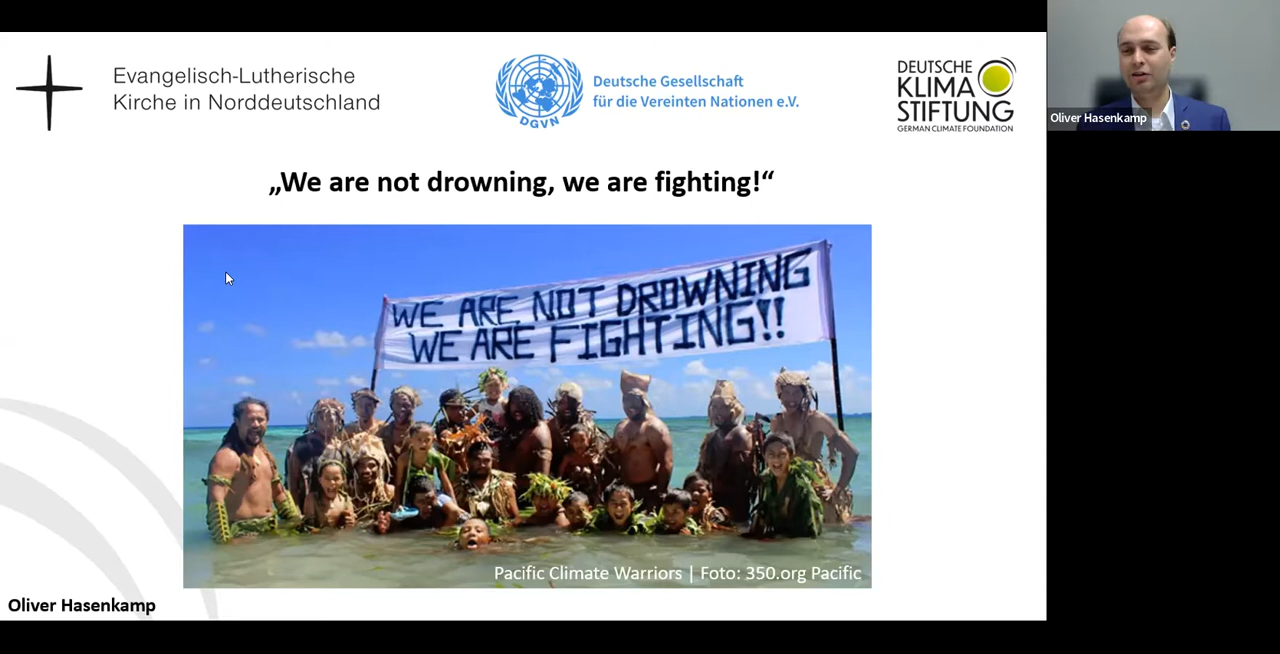 Evangelisch-Lutherische
Kirche in Norddeutschland
DGVN
Deutsche Gesellschaft
für die Vereinten Nationen e.V.
DEUTSCHE
KLIMA
STIFTUNG
GERMAN CLIMATE FOUNDATION
Oliver Hasenkamp
„We are not drowning, we are fighting!“
WE ARE NOT DROWNING
WE ARE FIGHTING!!
Pacific Climate Warriors | Foto: 350.org Pacific
Oliver Hasenkamp